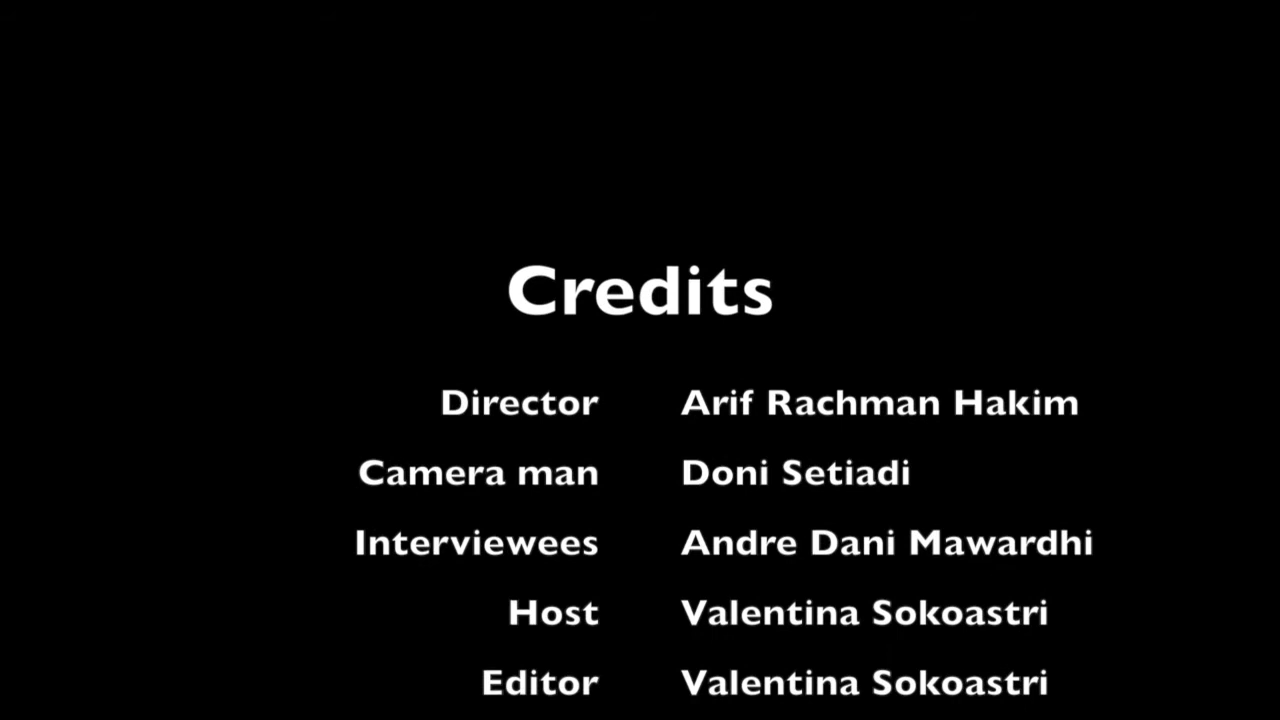 Credits
Director Arif Rachman Hakim
Camera man Doni Setiadi
Interviewees Andre Dani Mawardhi
Host Valentina Sokoastri
Editor Valentina Sokoastri